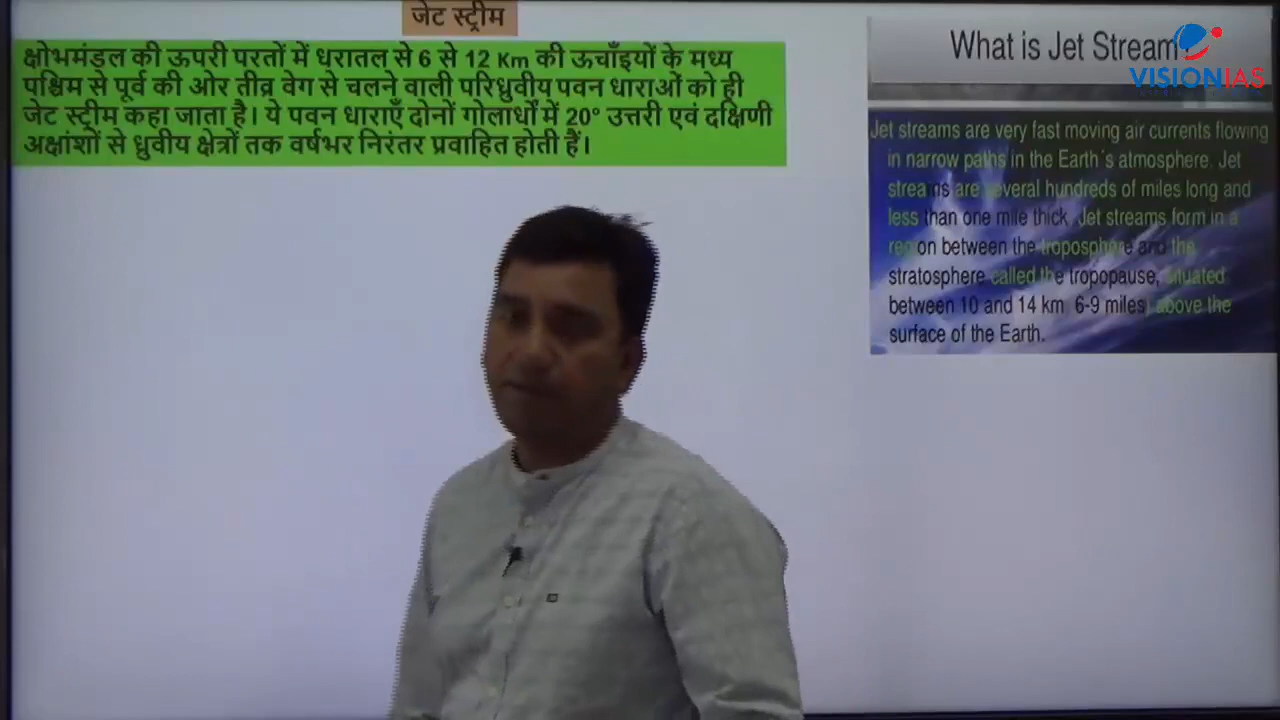 जेट स्ट्रीम
क्षोभमंडल की ऊपरी परतों में धरातल से 6 से 12 Km की ऊचाँइयों के मध्य
पश्चिम से पूर्व की ओर तीव्र वेग से चलने वाली परिध्रुवीय पवन धाराओं को ही
जेट स्ट्रीम कहा जाता है। ये पवन धाराएँ दोनों गोलार्धों में 20° उत्तरी एवं दक्षिणी
अक्षांशों से ध्रुवीय क्षेत्रों तक वर्षभर निरंतर प्रवाहित होती हैं।
What is Jet Stream?
VISIONIAS
Jet streams are very fast moving air currents flowing
in narrow paths in the Earth´s atmosphere. Jet
streams are several hundreds of miles long and
less than one mile thick. Jet streams form in a
region between the troposphere and the
stratosphere called the tropopause, situated
between 10 and 14 km 6-9 miles) above the
surface of the Earth.